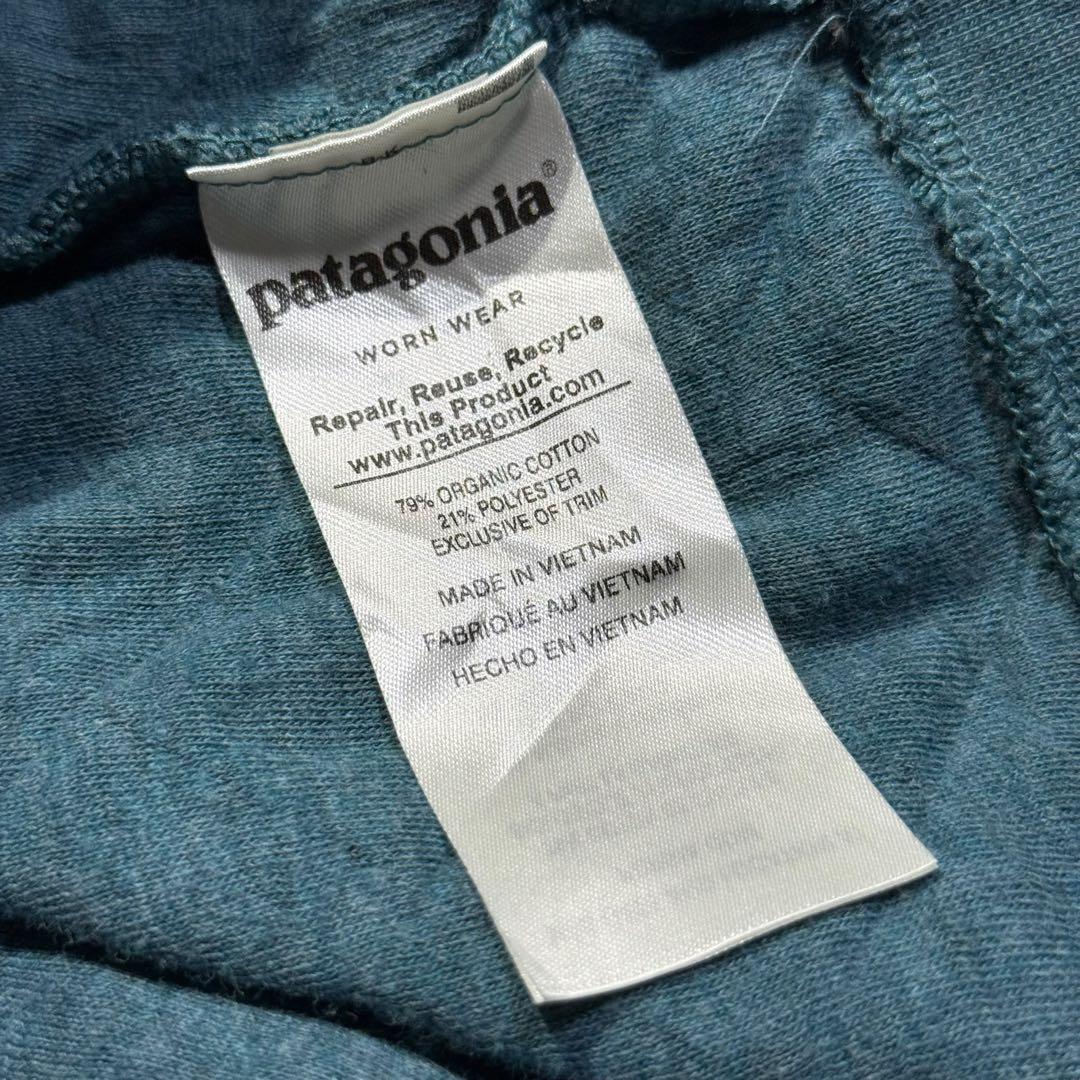 patagonia®
WORN WEAR
Repair, Reuse, Recycle
This Product
www.patagonia.com
79% ORGANIC COTTON
21% POLYESTER
EXCLUSIVE OF TRIM
MADE IN VIETNAM
FABRIQUÉ AU VIETNAM
HECHO EN VIETNAM